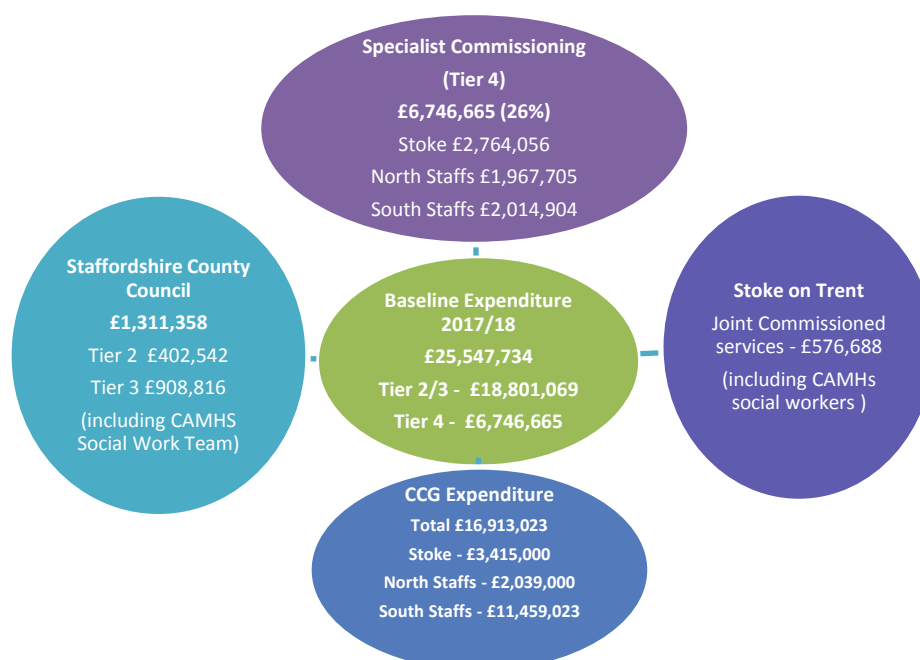 Specialist Commissioning
(Tier 4)
£6,746,665 (26%)
Stoke £2,764,056
North Staffs £1,967,705
South Staffs £2,014,904
Staffordshire County
Council
£1,311,358
Tier 2 £402,542
Tier 3 £908,816
(including CAMHS
Social Work Team)
Baseline Expenditure
2017/18
£25,547,734
Tier 2/3 - £18,801,069
Tier 4 - £6,746,665
Stoke on Trent
Joint Commissioned
services - £576,688
(including CAMHs
social workers )
CCG Expenditure
Total £16,913,023
Stoke - £3,415,000
North Staffs - £2,039,000
South Staffs - £11,459,023